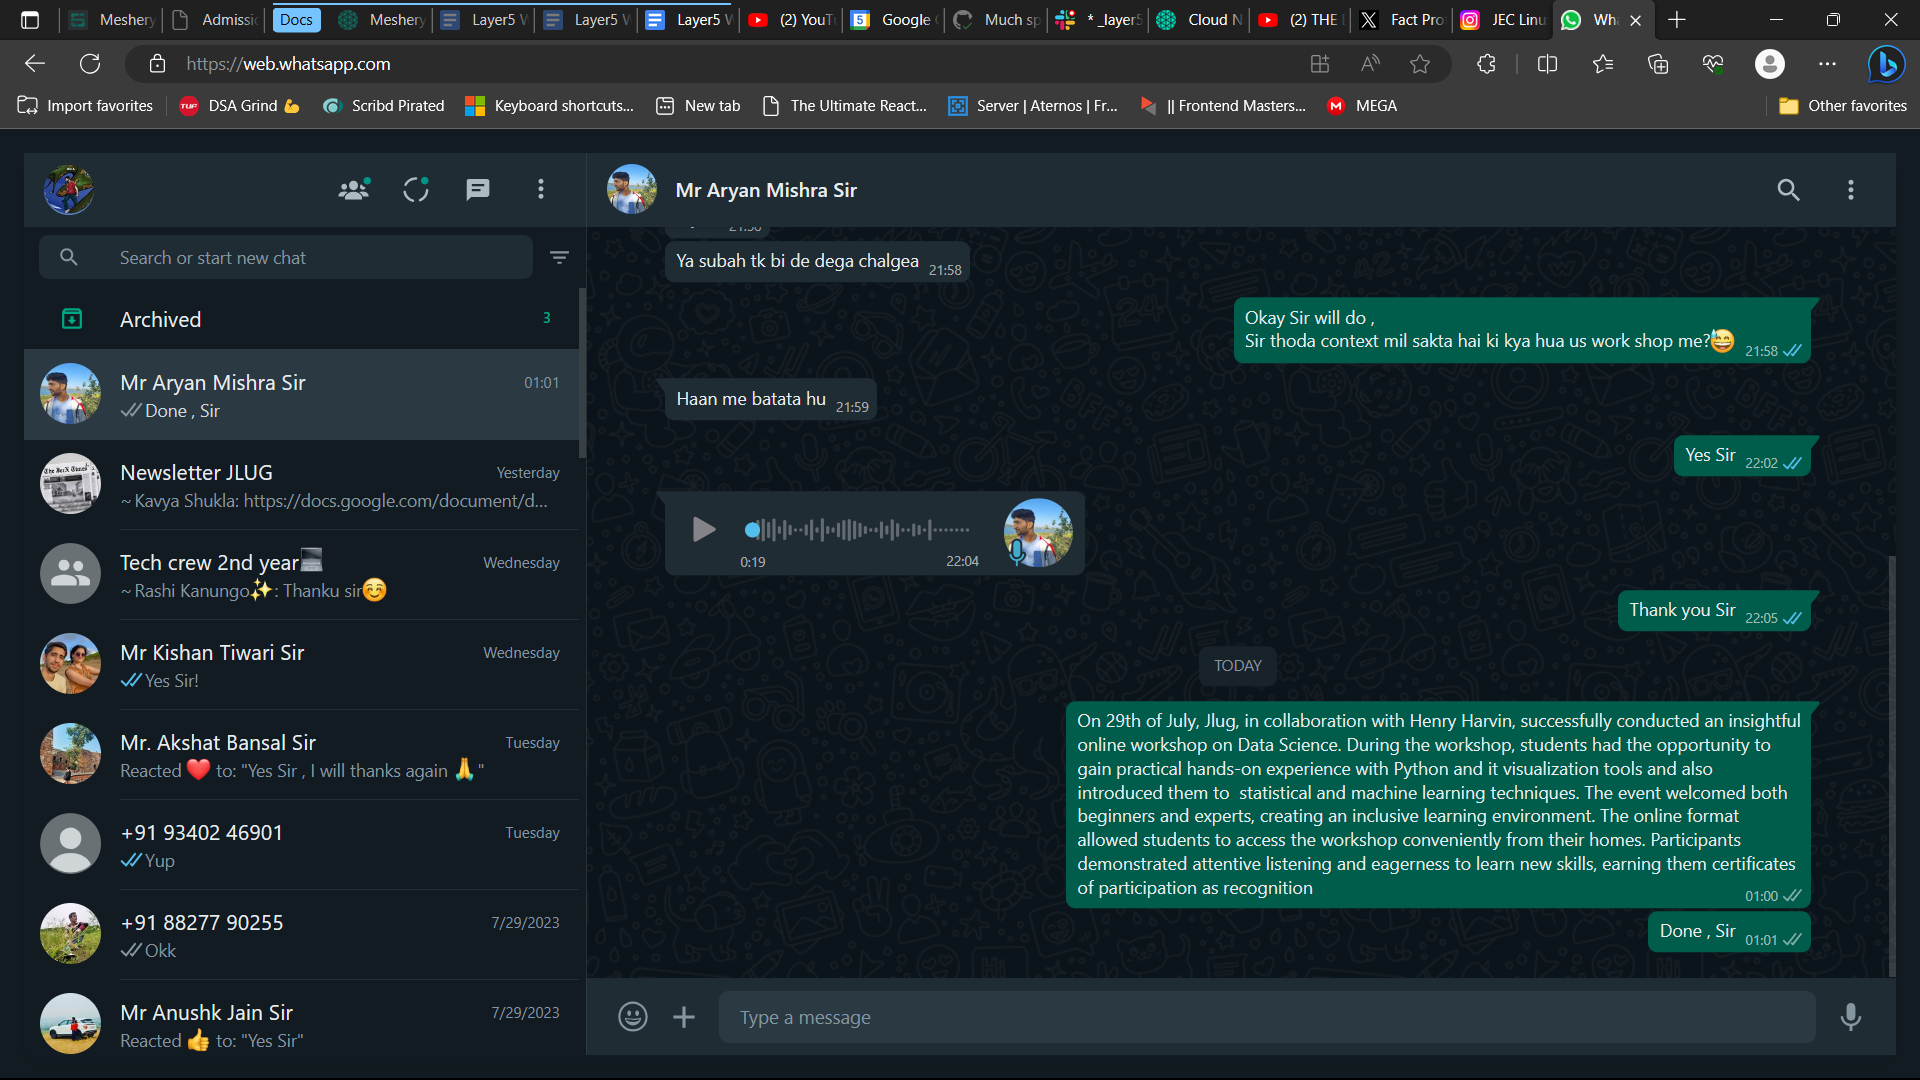 Meshery
Admissi
Docs
Meshery
Layer5 W
Layer5 W
Layer5 W
(2) YouT
Google
Much sp
* _layer5
Cloud N
(2) THE
Fact Pro
JEC Linu
Wh
https://web.whatsapp.com
Import favorites
DSA Grind 💪
Scribd Pirated
Keyboard shortcuts...
New tab
The Ultimate React...
Server | Aternos | Fr...
|| Frontend Masters...
MEGA
Other favorites
Search or start new chat
Archived 3
Mr Aryan Mishra Sir 01:01
Done , Sir
Newsletter JLUG Yesterday
~ Kavya Shukla: https://docs.google.com/document/d...
Tech crew 2nd year💻 Wednesday
~ Rashi Kanungo✨: Thanku sir☺️
Mr Kishan Tiwari Sir Wednesday
Yes Sir!
Mr. Akshat Bansal Sir Tuesday
Reacted ❤️ to: "Yes Sir , I will thanks again 🙏"
+91 93402 46901 Tuesday
Yup
+91 88277 90255 7/29/2023
Okk
Mr Anushk Jain Sir 7/29/2023
Reacted 👍 to: "Yes Sir"
Mr Aryan Mishra Sir
Ya subah tk bi de dega chalgea 21:58
Okay Sir will do ,
Sir thoda context mil sakta hai ki kya hua us work shop me?😅 21:58
Haan me batata hu 21:59
Yes Sir 22:02
0:19 22:04
Thank you Sir 22:05
TODAY
On 29th of July, Jlug, in collaboration with Henry Harvin, successfully conducted an insightful
online workshop on Data Science. During the workshop, students had the opportunity to
gain practical hands-on experience with Python and it visualization tools and also
introduced them to  statistical and machine learning techniques. The event welcomed both
beginners and experts, creating an inclusive learning environment. The online format
allowed students to access the workshop conveniently from their homes. Participants
demonstrated attentive listening and eagerness to learn new skills, earning them certificates
of participation as recognition
01:00
Done , Sir 01:01
Type a message